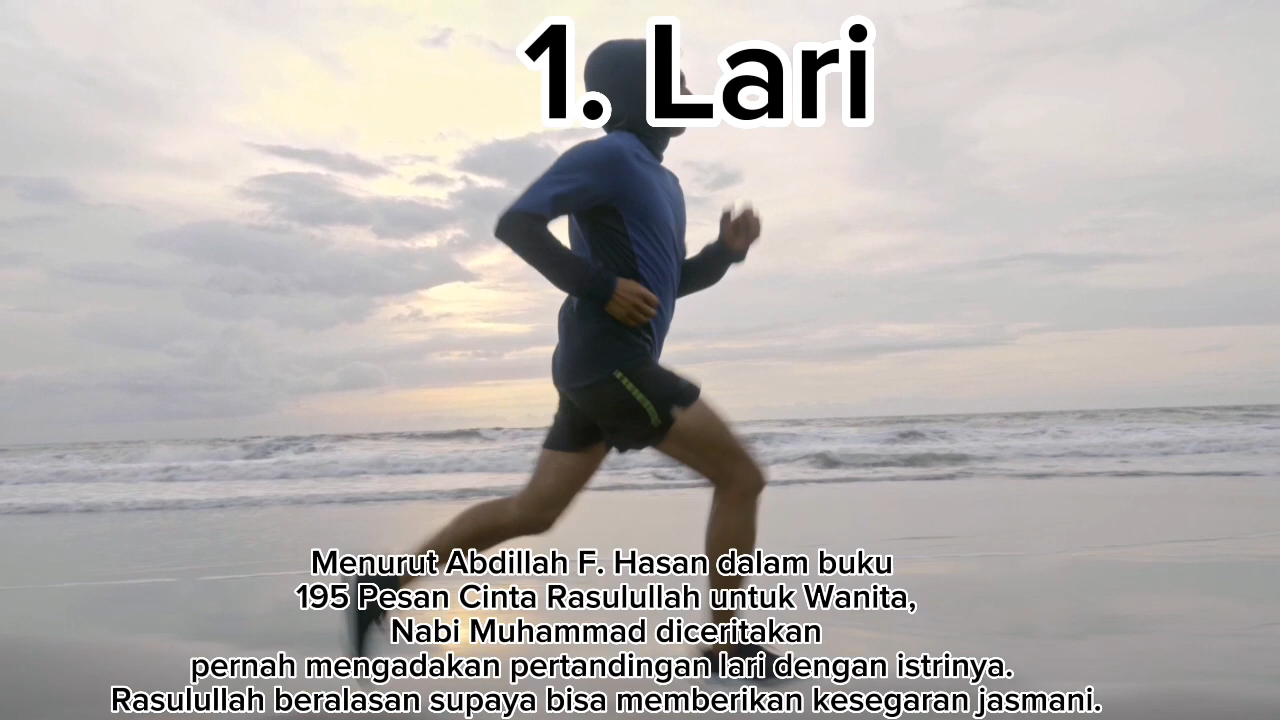 1. Lari
Menurut Abdillah F. Hasan dalam buku
195 Pesan Cinta Rasulullah untuk Wanita,
Nabi Muhammad diceritakan
pernah mengadakan pertandingan lari dengan istrinya.
Rasulullah beralasan supaya bisa memberikan kesegaran jasmani.